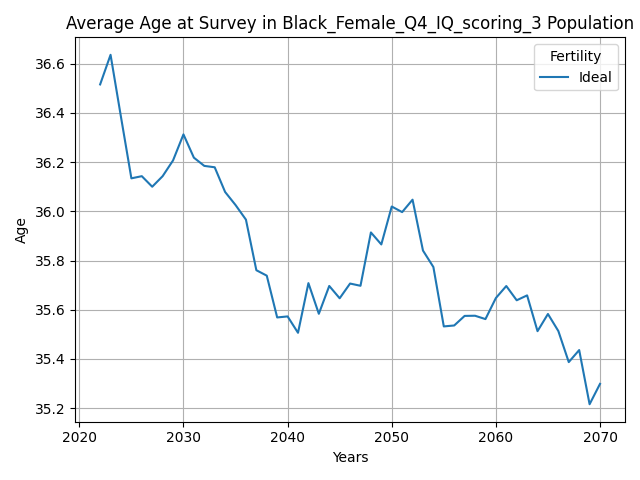 Average Age at Survey in Black_Female_Q4_IQ_scoring_3 Population
Fertility
Ideal
36.6
36.4
36.2
36.0
35.8
35.6
35.4
35.2
Age
2020 2030 2040 2050 2060 2070
Years